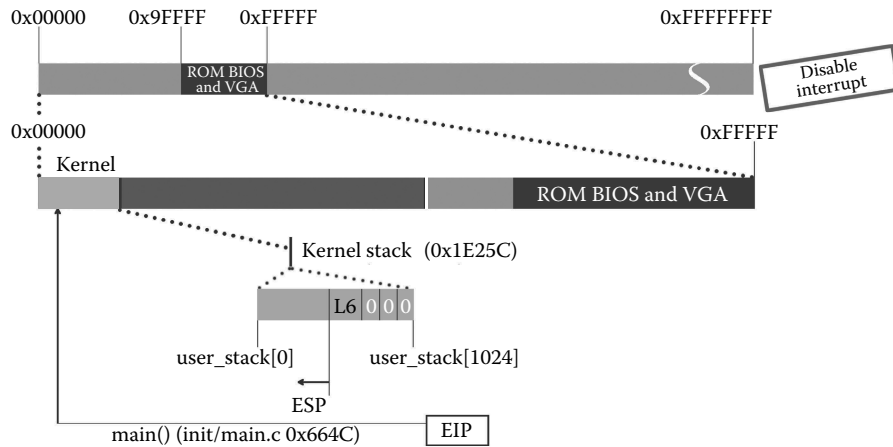 0x00000
0x9FFFF
0xFFFFF
0xFFFFFFFF
ROM BIOS
and VGA
Disable
interrupt
0x00000
0xFFFFF
Kernel
ROM BIOS and VGA
Kernel stack (0x1E25C)
L6 0 0 0
user_stack[0]
user_stack[1024]
ESP
main() (init/main.c 0x664C)
EIP